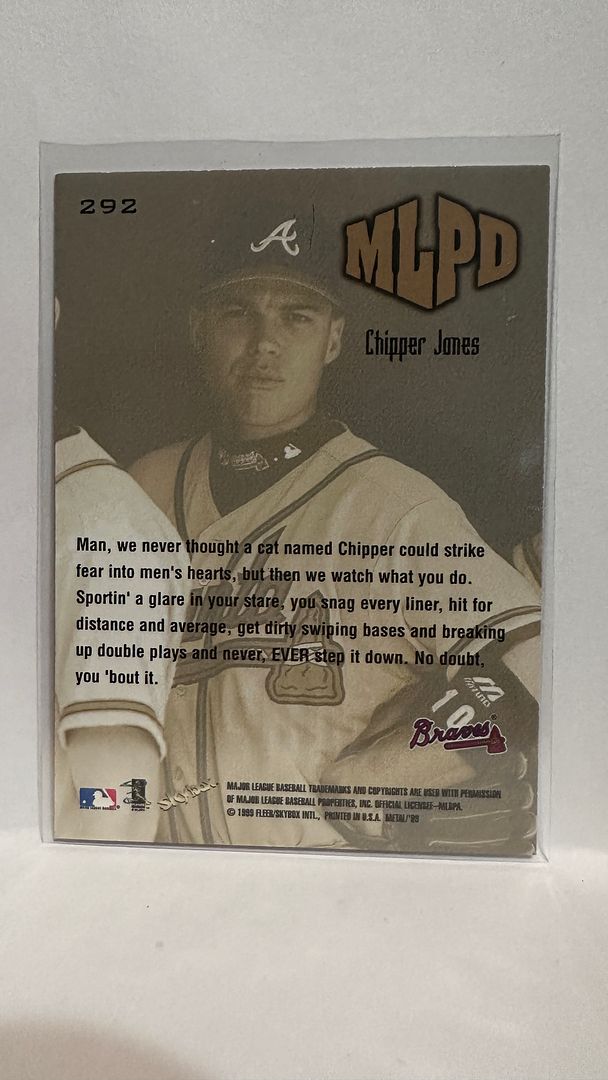 292
A
MLPD
Chipper Jones
Man, we never thought a cat named Chipper could strike
fear into men's hearts, but then we watch what you do.
Sportin' a glare in your stare, you snag every liner, hit for
distance and average, get dirty swiping bases and breaking
up double plays and never, EVER step it down. No doubt,
you 'bout it.
10
Braves
SkyBox
MAJOR LEAGUE BASEBALL TRADEMARKS AND COPYRIGHTS ARE USED WITH PERMISSION
OF MAJOR LEAGUE BASEBALL PROPERTIES, INC. OFFICIAL LICENSEE—MLBPA.
© 1999 FLEER/SKYBOX INTL., PRINTED IN U.S.A. METAL/'99